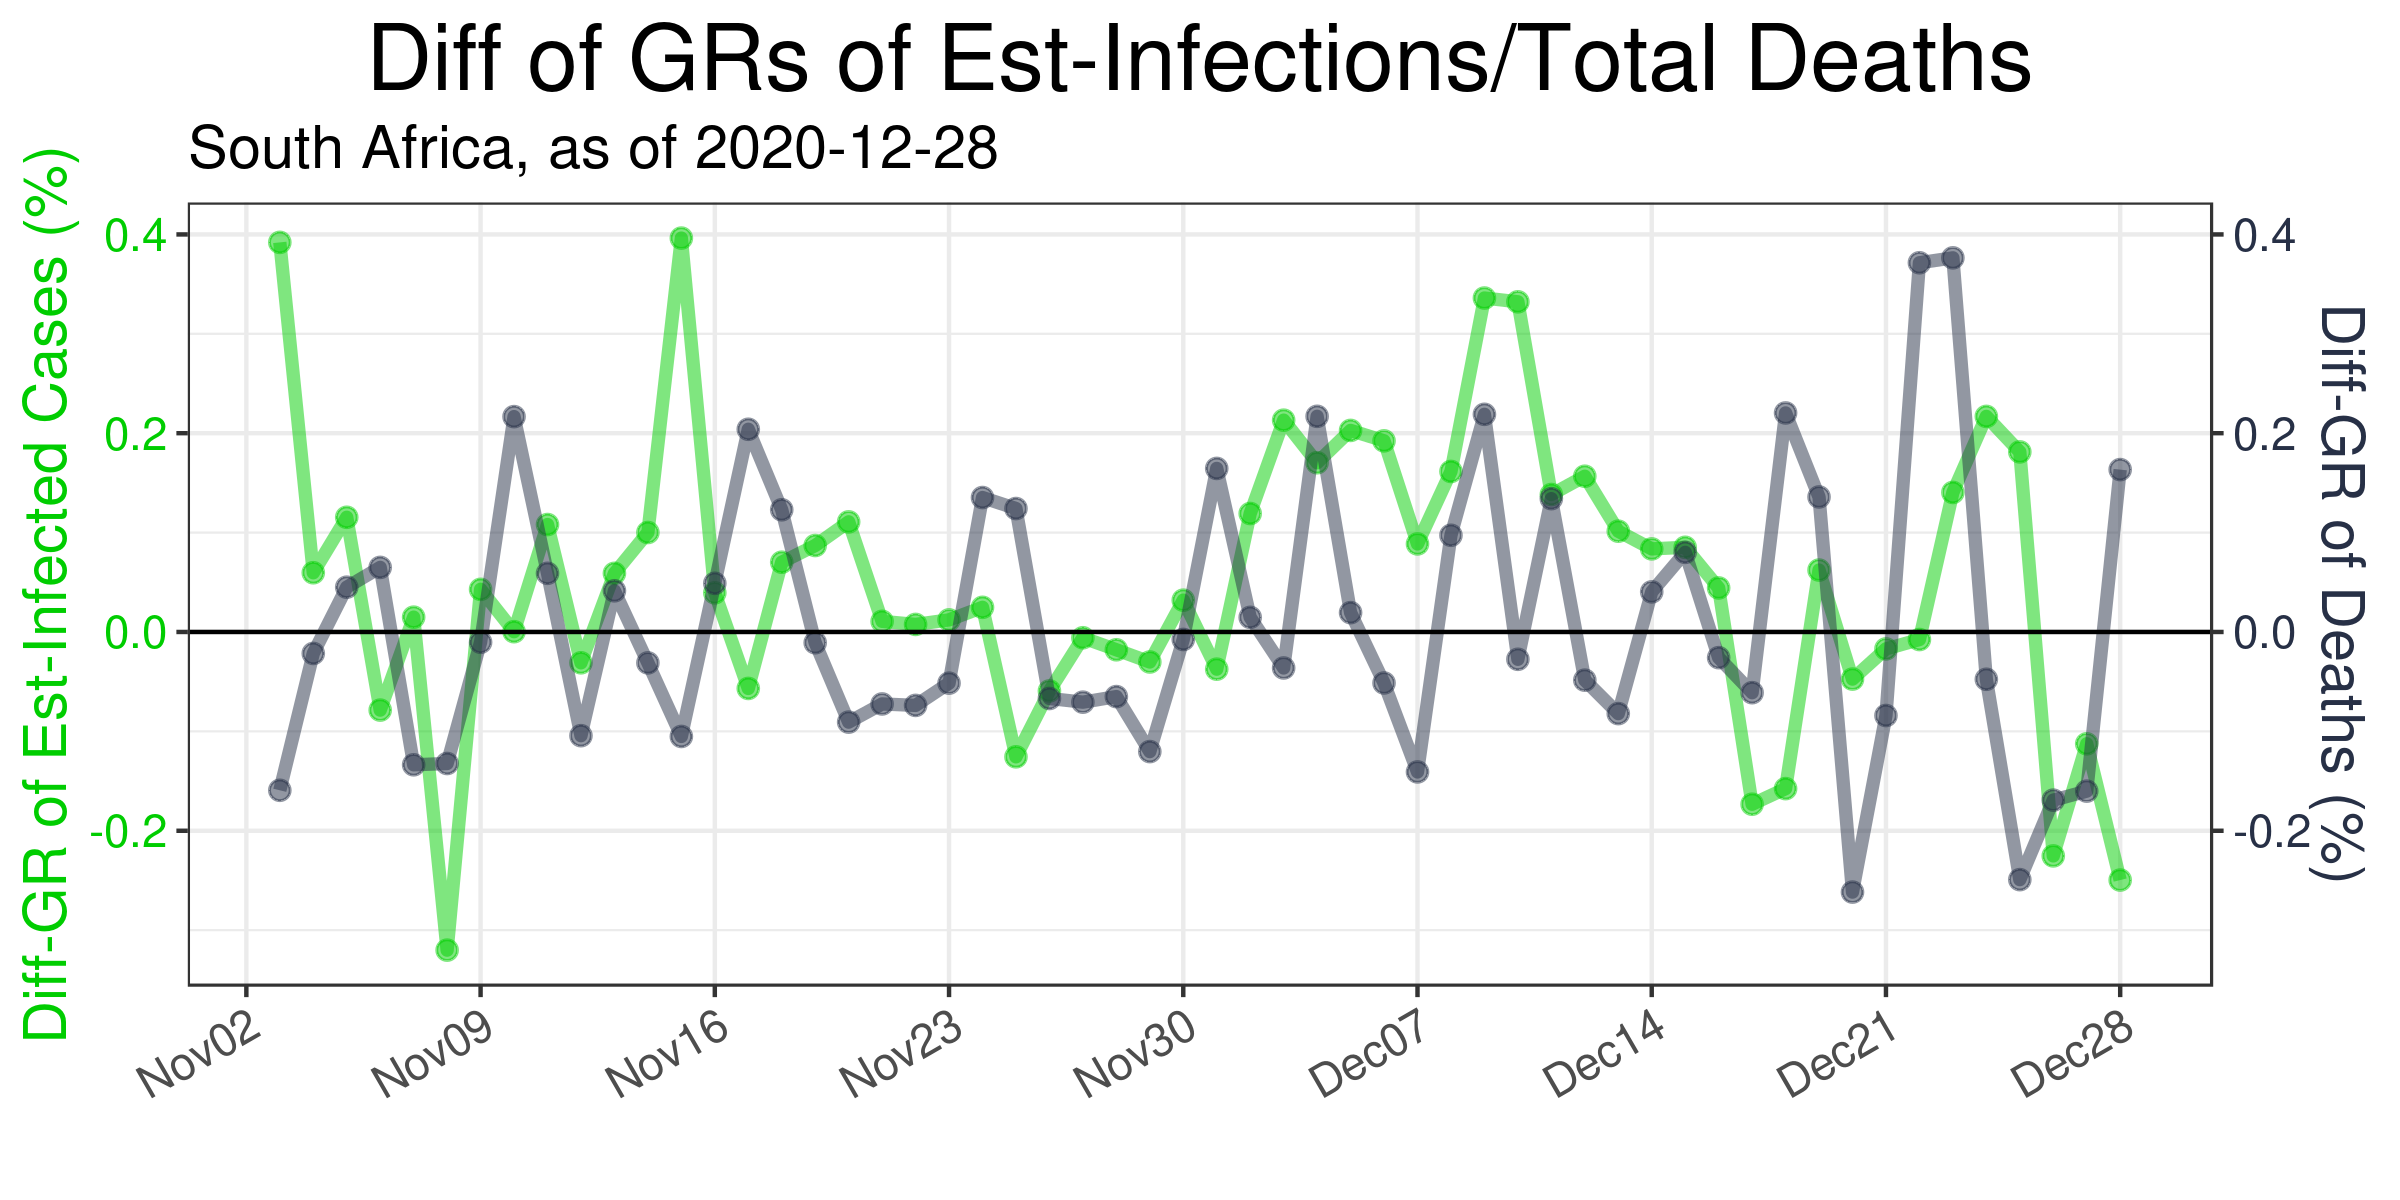 Diff of GRs of Est-Infections/Total Deaths
South Africa, as of 2020-12-28
Diff-GR of Est-Infected Cases (%)
0.4
0.2
0.0
-0.2
0.4
0.2
0.0
-0.2
Diff-GR of Deaths (%)
Nov02
Nov09
Nov16
Nov23
Nov30
Dec07
Dec14
Dec21
Dec28